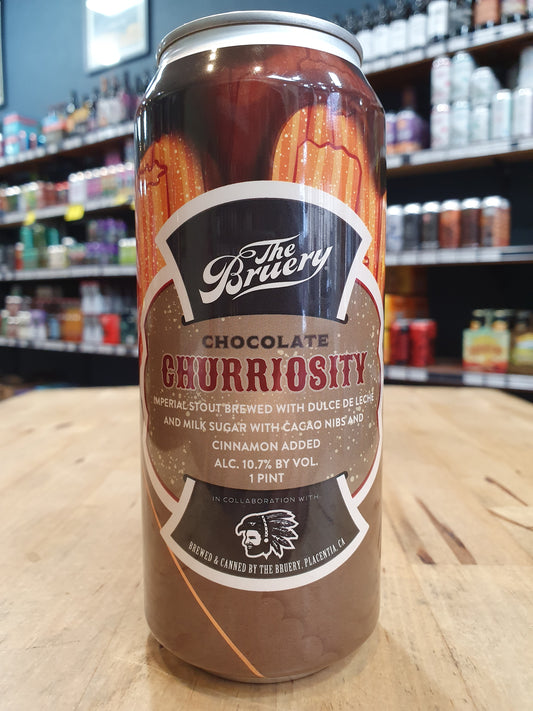 The
Bruery
CHOCOLATE
CHURRIOSITY
IMPERIAL STOUT BREWED WITH DULCE DE LECHE
AND MILK SUGAR WITH CACAO NIBS AND
CINNAMON ADDED
ALC. 10.7% BY VOL.
1 PINT
IN COLLABORATION WITH
BREWED & CANNED BY THE BRUERY, PLACENTIA, CA